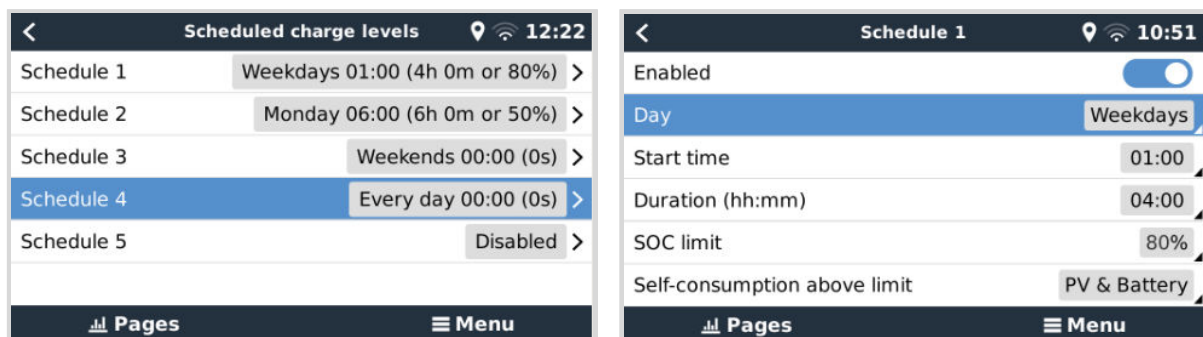 Scheduled charge levels 12:22
Schedule 1 Weekdays 01:00 (4h 0m or 80%)
Schedule 2 Monday 06:00 (6h 0m or 50%)
Schedule 3 Weekends 00:00 (0s)
Schedule 4 Every day 00:00 (0s)
Schedule 5 Disabled
Pages Menu
Schedule 1 10:51
Enabled
Day Weekdays
Start time 01:00
Duration (hh:mm) 04:00
SOC limit 80%
Self-consumption above limit PV & Battery
Pages Menu